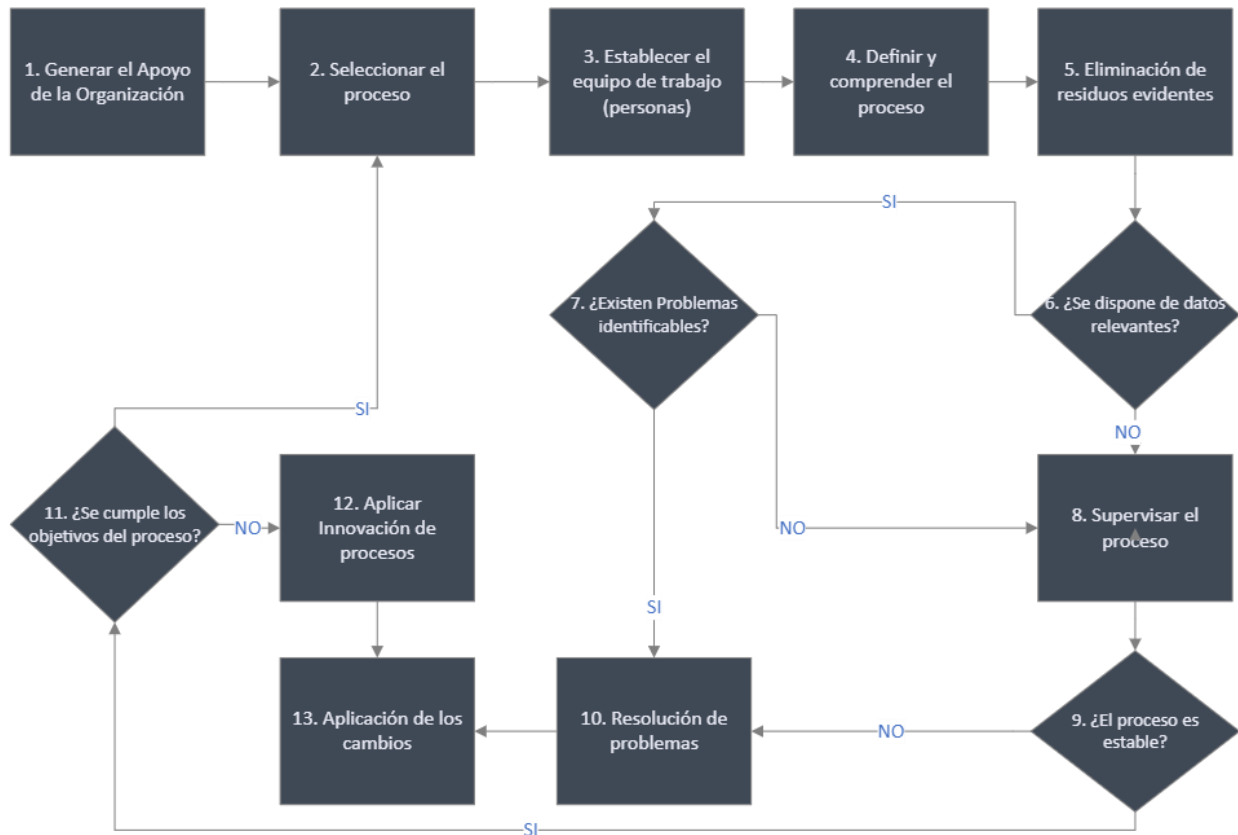 1. Generar el Apoyo
de la Organización
2. Seleccionar el
proceso
3. Establecer el
equipo de trabajo
(personas)
4. Definir y
comprender el
proceso
5. Eliminación de
residuos evidentes
SI
7. ¿Existen Problemas
identificables?
6. ¿Se dispone de datos
relevantes?
SI
NO
11. ¿Se cumple los
objetivos del proceso?
NO
12. Aplicar
Innovación de
procesos
NO
8. Supervisar el
proceso
SI
13. Aplicación de los
cambios
10. Resolución de
problemas
NO
9. ¿El proceso es
estable?
SI